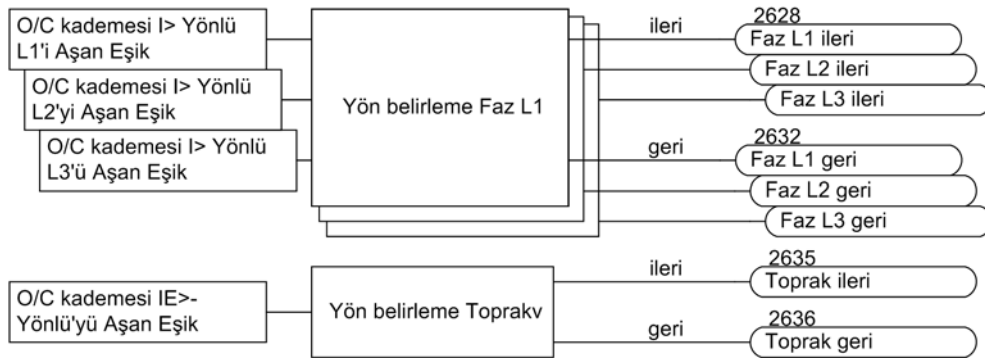 O/C kademesi I> Yönlü
L1'i Aşan Eşik
O/C kademesi I> Yönlü
L2'yi Aşan Eşik
O/C kademesi I> Yönlü
L3'ü Aşan Eşik
Yön belirleme Faz L1
ileri
2628
Faz L1 ileri
Faz L2 ileri
Faz L3 ileri
geri
2632
Faz L1 geri
Faz L2 geri
Faz L3 geri
O/C kademesi IE>-
Yönlü'yü Aşan Eşik
Yön belirleme Toprakv
ileri
2635
Toprak ileri
geri
2636
Toprak geri